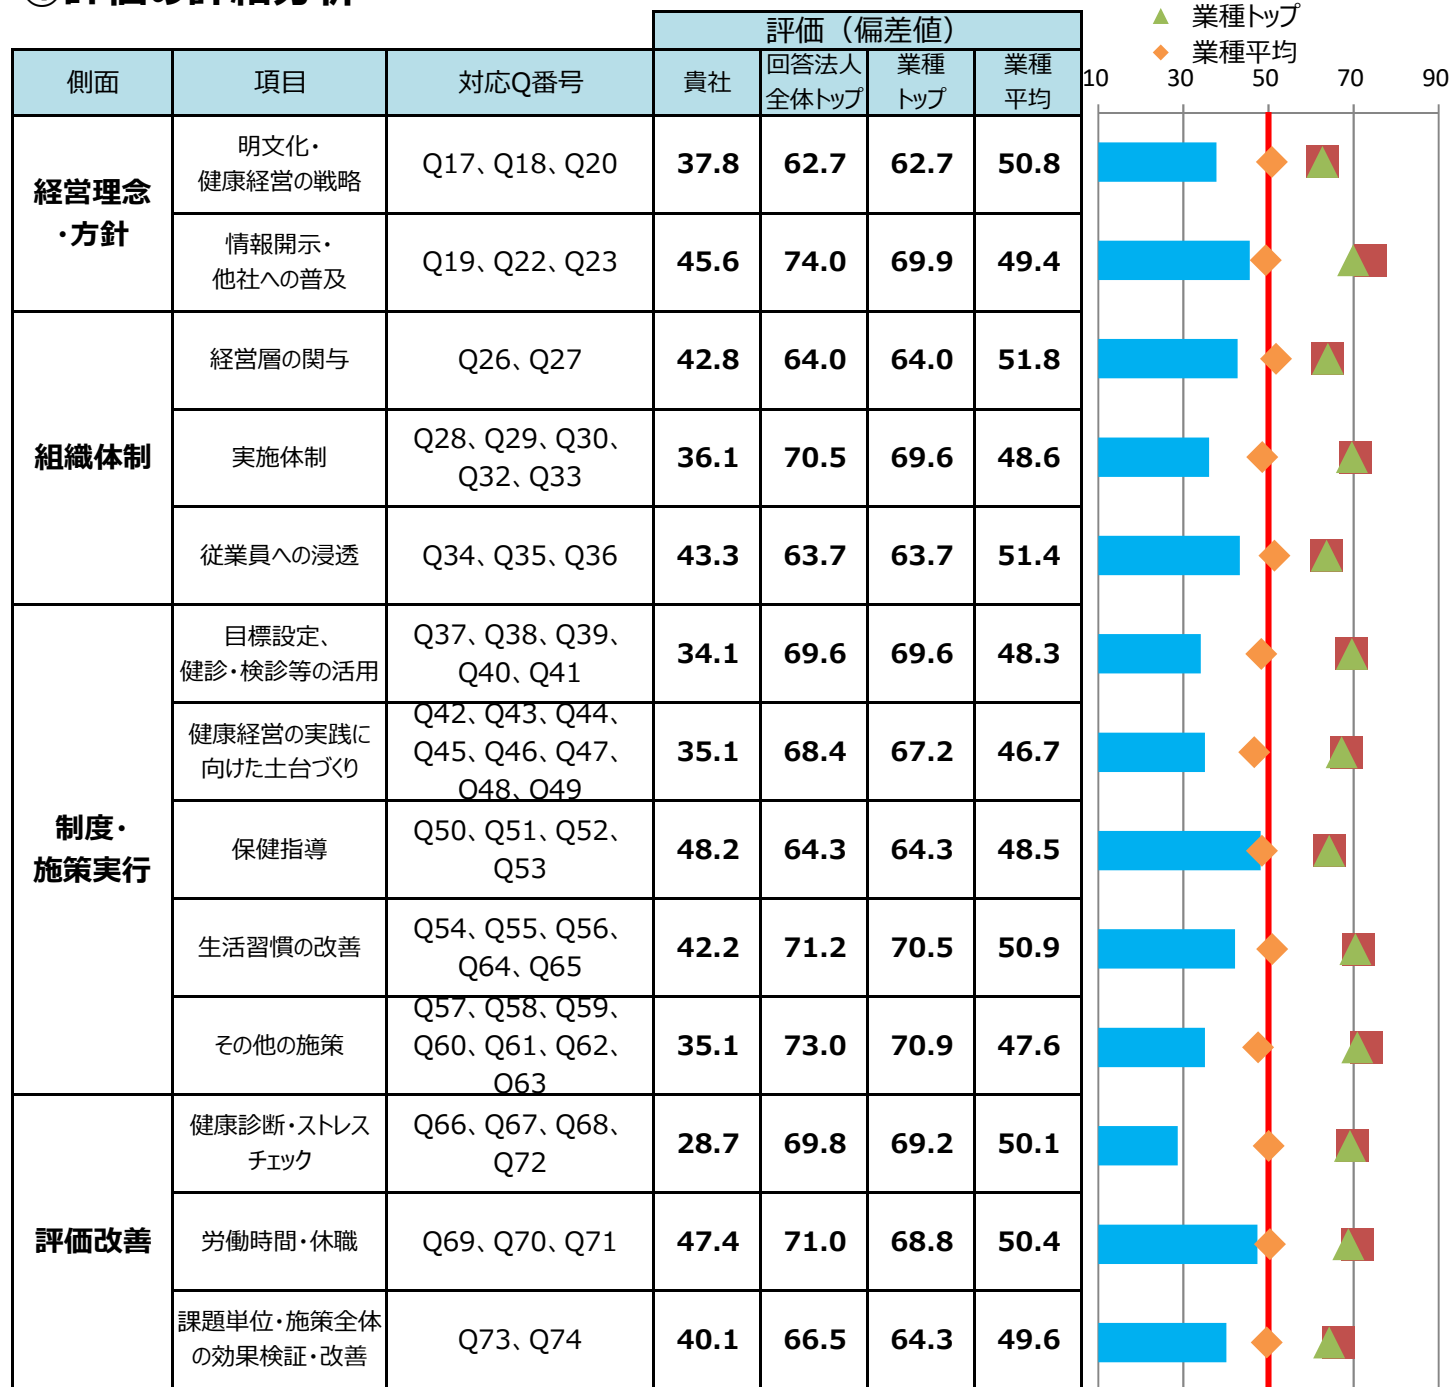 評価（偏差値）
▲ 業種トップ
◆ 業種平均
側面
項目
対応Q番号
貴社
回答法人
全体トップ
業種
トップ
業種
平均
10 30 50 70 90
経営理念
・方針
明文化・
健康経営の戦略
Q17、Q18、Q20
37.8 62.7 62.7 50.8
情報開示・
他社への普及
Q19、Q22、Q23
45.6 74.0 69.9 49.4
組織体制
経営層の関与
Q26、Q27
42.8 64.0 64.0 51.8
実施体制
Q28、Q29、Q30、
Q32、Q33
36.1 70.5 69.6 48.6
従業員への浸透
Q34、Q35、Q36
43.3 63.7 63.7 51.4
制度・
施策実行
目標設定、
健診・検診等の活用
Q37、Q38、Q39、
Q40、Q41
34.1 69.6 69.6 48.3
健康経営の実践に
向けた土台づくり
Q42、Q43、Q44、
Q45、Q46、Q47、
Q48、Q49
35.1 68.4 67.2 46.7
保健指導
Q50、Q51、Q52、
Q53
48.2 64.3 64.3 48.5
生活習慣の改善
Q54、Q55、Q56、
Q64、Q65
42.2 71.2 70.5 50.9
その他の施策
Q57、Q58、Q59、
Q60、Q61、Q62、
Q63
35.1 73.0 70.9 47.6
評価改善
健康診断・ストレス
チェック
Q66、Q67、Q68、
Q72
28.7 69.8 69.2 50.1
労働時間・休職
Q69、Q70、Q71
47.4 71.0 68.8 50.4
課題単位・施策全体
の効果検証・改善
Q73、Q74
40.1 66.5 64.3 49.6